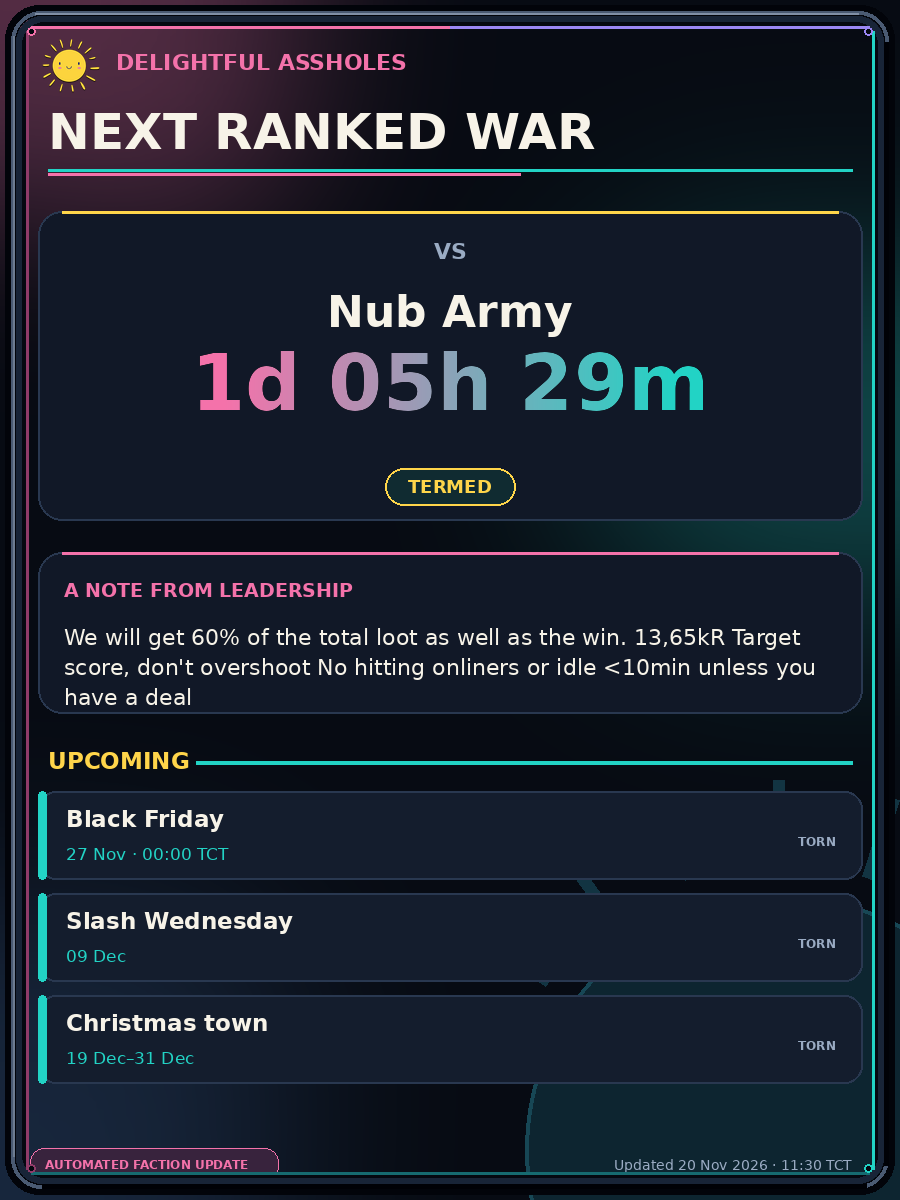 DELIGHTFUL ASSHOLES
NEXT RANKED WAR
VS
Nub Army
1d 05h 29m
TERMED
A NOTE FROM LEADERSHIP
We will get 60% of the total loot as well as the win. 13,65kR Target
score, don't overshoot No hitting onliners or idle <10min unless you
have a deal
UPCOMING
Black Friday
27 Nov · 00:00 TCT
TORN
Slash Wednesday
09 Dec
TORN
Christmas town
19 Dec–31 Dec
TORN
AUTOMATED FACTION UPDATE
Updated 20 Nov 2026 · 11:30 TCT